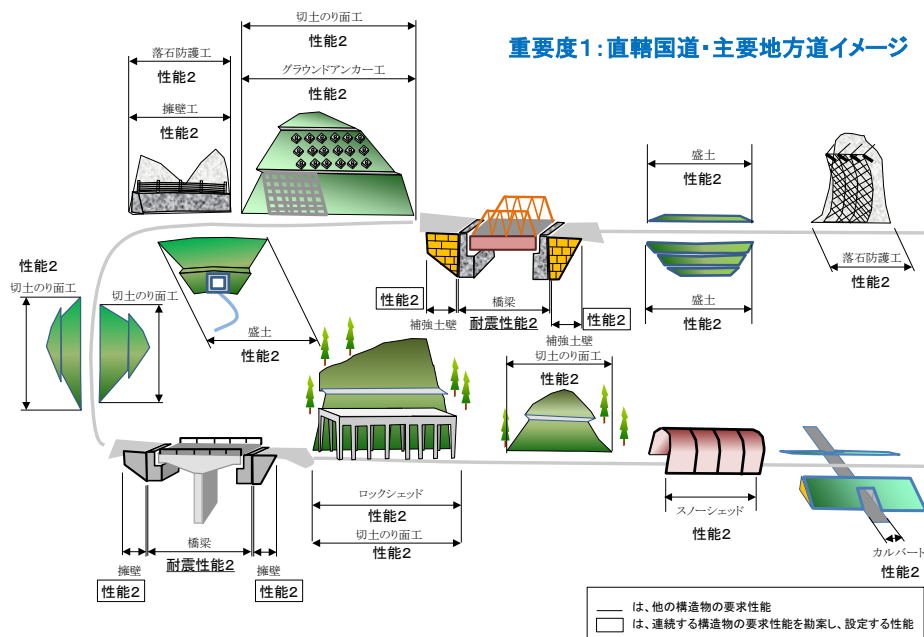 重要度1:直轄国道・主要地方道イメージ
切土のり面工
性能2
グラウンドアンカー工
性能2
落石防護工
性能2
擁壁工
性能2
盛土
性能2
盛土
性能2
落石防護工
性能2
性能2
切土のり面工
切土のり面工
性能2
盛土
性能2
性能2
補強土壁
橋梁
耐震性能2
性能2
補強土壁
切土のり面工
性能2
ロックシェッド
性能2
切土のり面工
性能2
スノーシェッド
性能2
カルバート
性能2
擁壁
性能2
橋梁
耐震性能2
擁壁
性能2
は、他の構造物の要求性能
は、連続する構造物の要求性能を勘案し、設定する性能